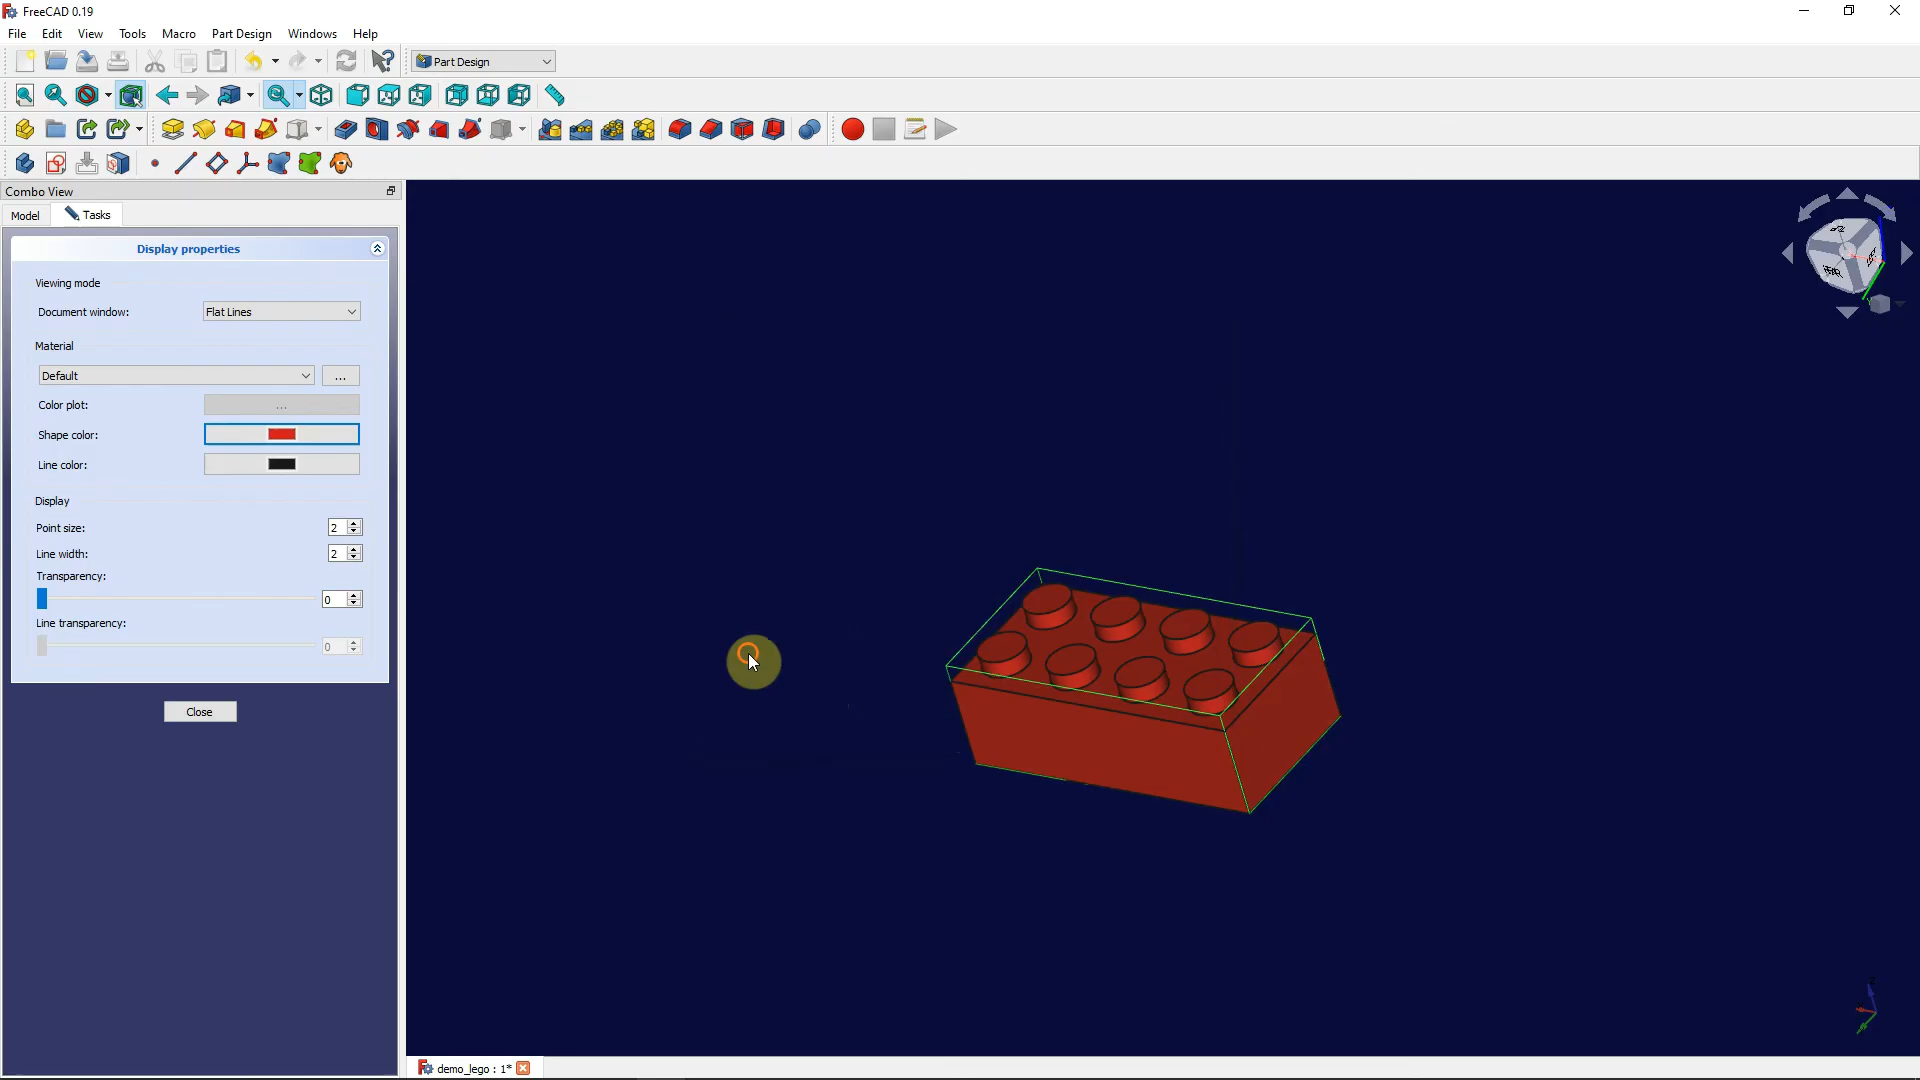 FreeCAD 0.19
File Edit View Tools Macro Part Design Windows Help
Part Design
Combo View
Model Tasks
Display properties
Viewing mode
Document window: Flat Lines
Material
Default ...
Color plot: ...
Shape color:
Line color:
Display
Point size: 2
Line width: 2
Transparency:
0
Line transparency:
0
Close
demo_lego : 1*